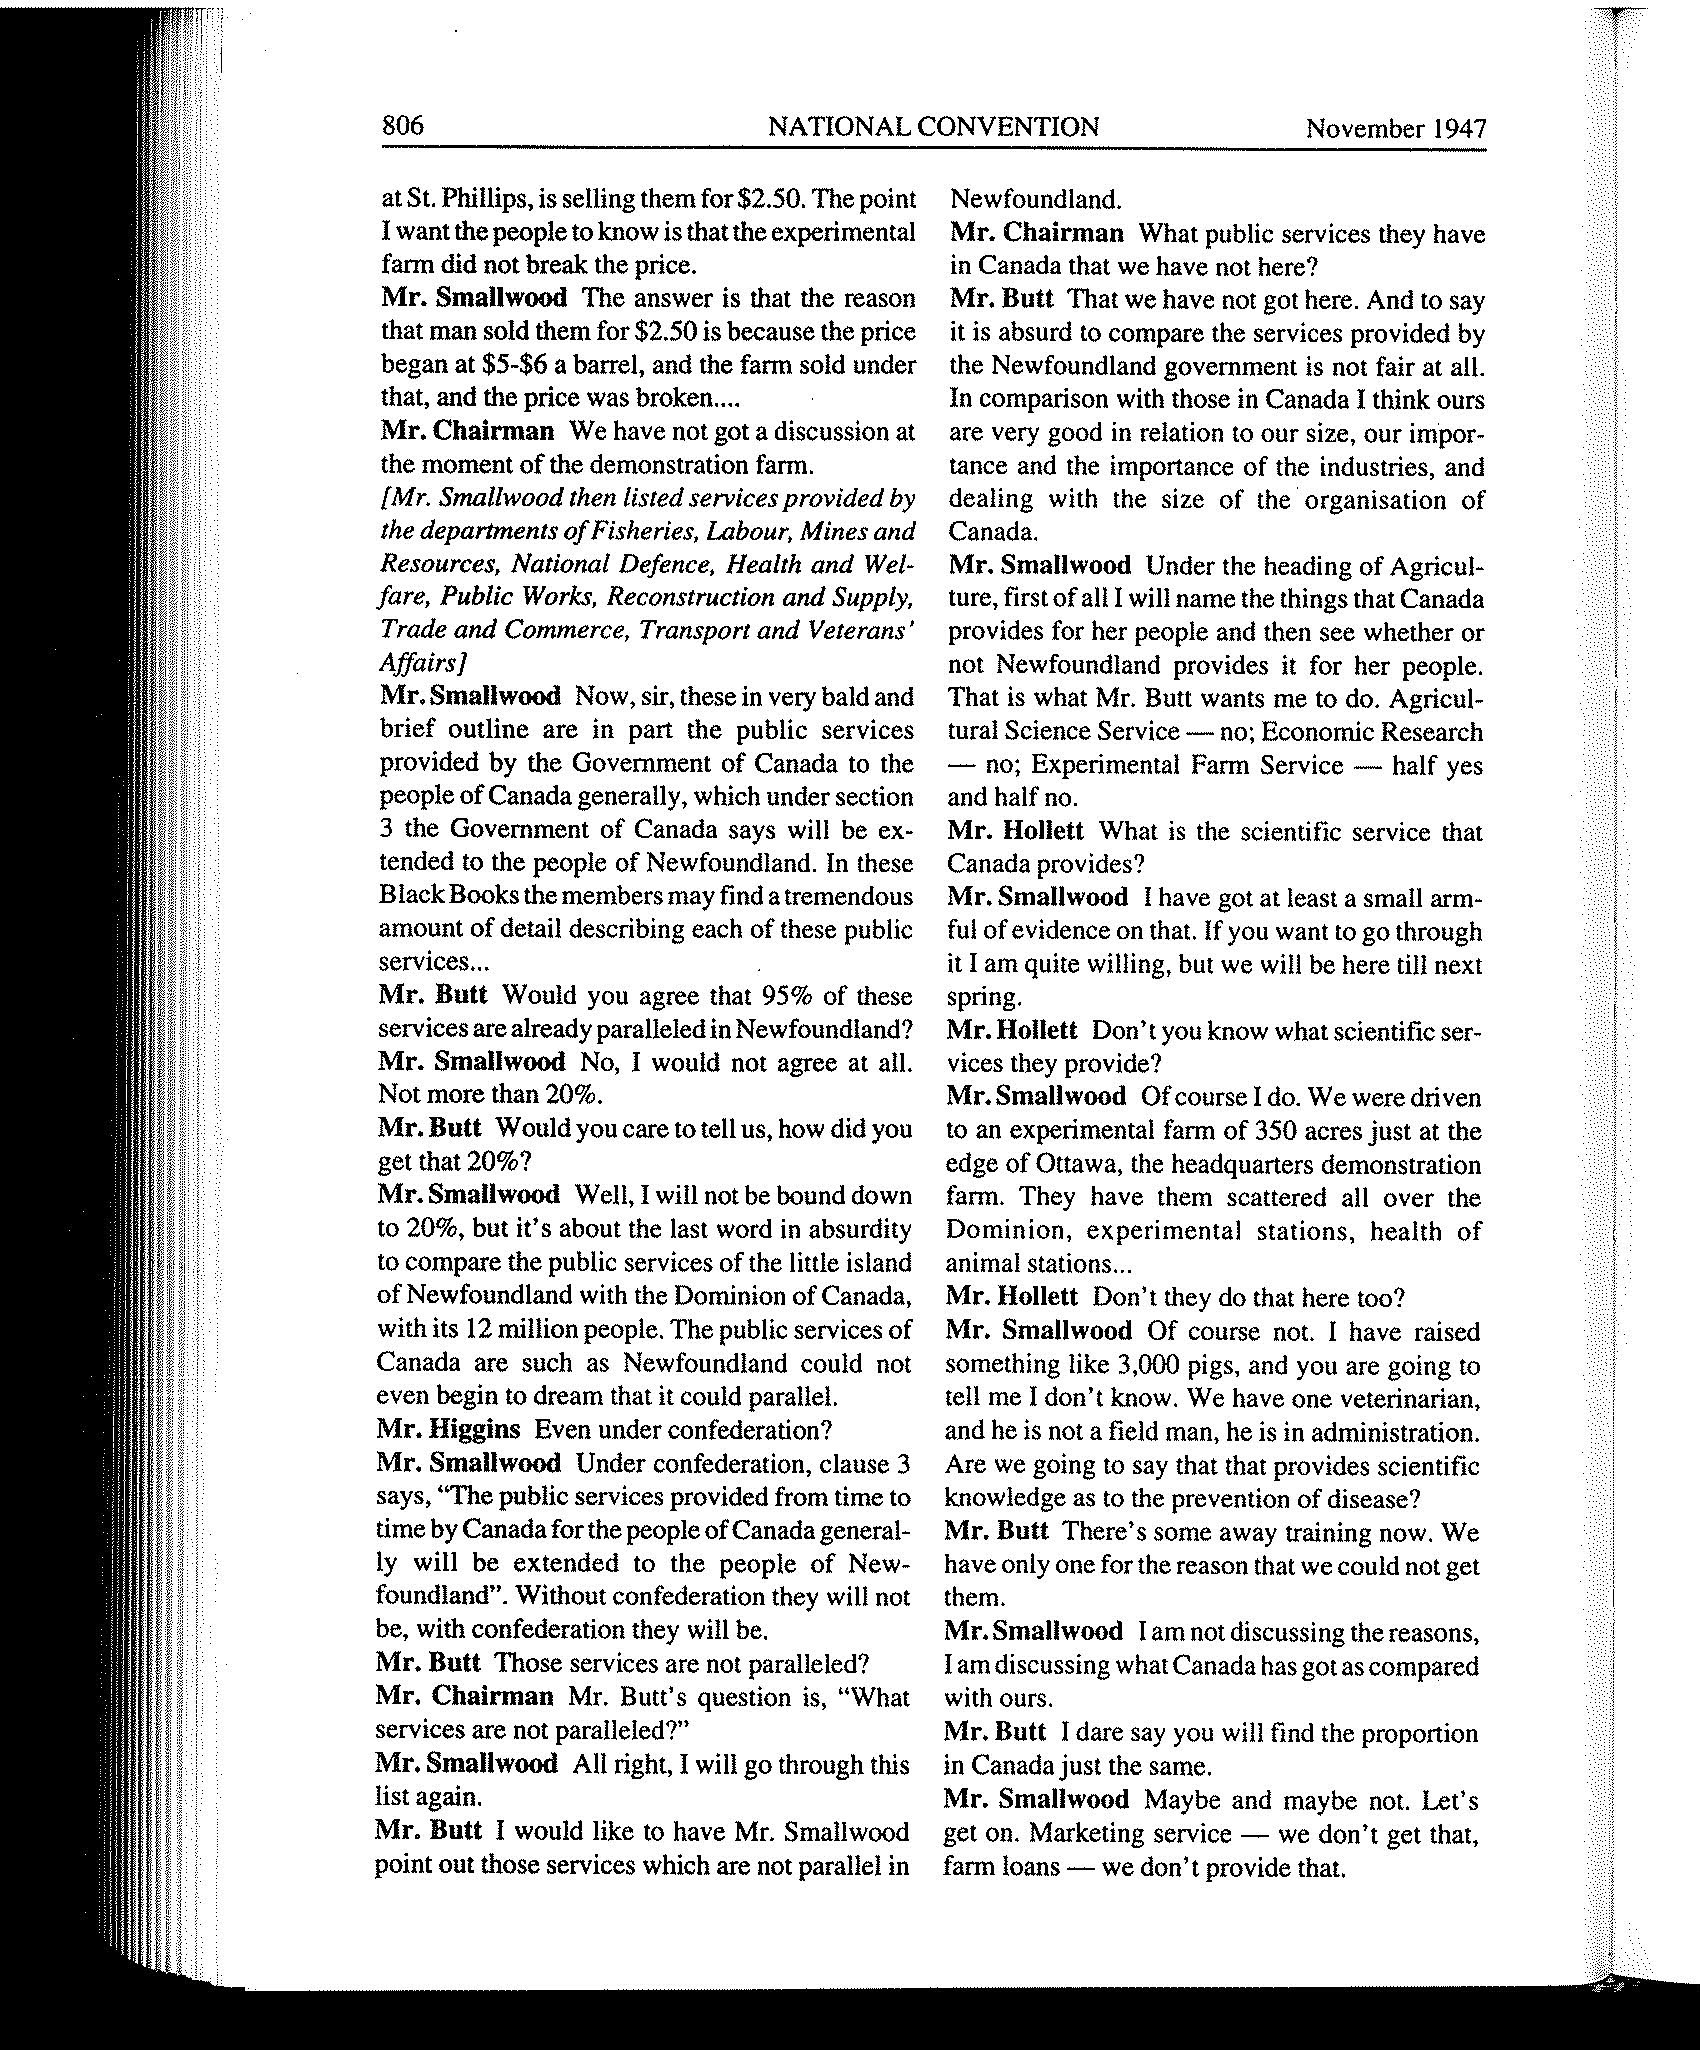 806 NATIONAL CONVENTION November 1947
at St. Phillips, is selling them for $2.50. The point
I want the people to know is that the experimental
farm did not break the price.
Mr. Smallwood The answer is that the reason
that man sold them for $2.50 is because the price
began at $5-$6 a barrel, and the farm sold under
that, and the price was broken....
Mr. Chairman We have not got a discussion at
the moment of the demonstration farm.
[Mr. Smallwood then listed services provided by
the departments of Fisheries, Labour, Mines and
Resources, National Defence, Health and Wel-
fare, Public Works, Reconstruction and Supply,
Trade and Commerce, Transport and Veterans'
Affairs]
Mr. Smallwood Now, sir, these in very bald and
brief outline are in part the public services
provided by the Government of Canada to the
people of Canada generally, which under section
3 the Government of Canada says will be ex-
tended to the people of Newfoundland. In these
Black Books the members may find a tremendous
amount of detail describing each of these public
services...
Mr. Butt Would you agree that 95% of these
services are already paralleled in Newfoundland?
Mr. Smallwood No, I would not agree at all.
Not more than 20%.
Mr. Butt Would you care to tell us, how did you
get that 20%?
Mr. Smallwood Well, I will not be bound down
to 20%, but it's about the last word in absurdity
to compare the public services of the little island
of Newfoundland with the Dominion of Canada,
with its 12 million people. The public services of
Canada are such as Newfoundland could not
even begin to dream that it could parallel.
Mr. Higgins Even under confederation?
Mr. Smallwood Under confederation, clause 3
says, "The public services provided from time to
time by Canada for the people of Canada general-
ly will be extended to the people of New-
foundland". Without confederation they will not
be, with confederation they will be.
Mr. Butt Those services are not paralleled?
Mr. Chairman Mr. Butt's question is, "What
services are not paralleled?"
Mr. Smallwood All right, I will go through this
list again.
Mr. Butt I would like to have Mr. Smallwood
point out those services which are not parallel in
Newfoundland.
Mr. Chairman What public services they have
in Canada that we have not here?
Mr. Butt That we have not got here. And to say
it is absurd to compare the services provided by
the Newfoundland government is not fair at all.
In comparison with those in Canada I think ours
are very good in relation to our size, our impor-
tance and the importance of the industries, and
dealing with the size of the organisation of
Canada.
Mr. Smallwood Under the heading of Agricul-
ture, first of all I will name the things that Canada
provides for her people and then see whether or
not Newfoundland provides it for her people.
That is what Mr. Butt wants me to do. Agricul-
tural Science Service — no; Economic Research
— no; Experimental Farm Service — half yes
and half no.
Mr. Hollett What is the scientific service that
Canada provides?
Mr. Smallwood I have got at least a small arm-
ful of evidence on that. If you want to go through
it I am quite willing, but we will be here till next
spring.
Mr. Hollett Don't you know what scientific ser-
vices they provide?
Mr. Smallwood Of course I do. We were driven
to an experimental farm of 350 acres just at the
edge of Ottawa, the headquarters demonstration
farm. They have them scattered all over the
Dominion, experimental stations, health of
animal stations...
Mr. Hollett Don't they do that here too?
Mr. Smallwood Of course not. I have raised
something like 3,000 pigs, and you are going to
tell me I don't know. We have one veterinarian,
and he is not a field man, he is in administration.
Are we going to say that that provides scientific
knowledge as to the prevention of disease?
Mr. Butt There's some away training now. We
have only one for the reason that we could not get
them.
Mr. Smallwood I am not discussing the reasons,
I am discussing what Canada has got as compared
with ours.
Mr. Butt I dare say you will find the proportion
in Canada just the same.
Mr. Smallwood Maybe and maybe not. Let's
get on. Marketing service — we don't get that,
farm loans — we don't provide that.